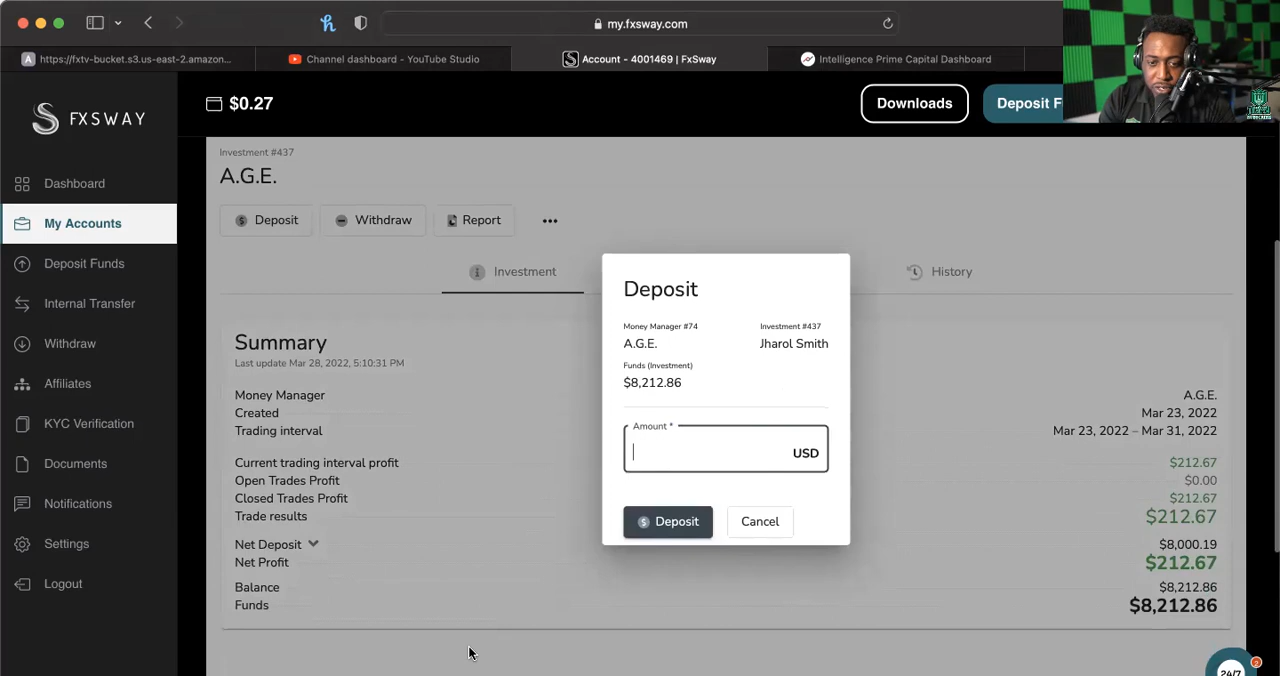 my.fxsway.com
https://fxtv-bucket.s3.us-east-2.amazon...
Channel dashboard - YouTube Studio
Account - 4001469 | FxSway
Intelligence Prime Capital Dashboard
FXSWAY
$0.27
Downloads
Deposit F
Dashboard
My Accounts
Deposit Funds
Internal Transfer
Withdraw
Affiliates
KYC Verification
Documents
Notifications
Settings
Logout
Investment #437
A.G.E.
Deposit
Withdraw
Report
Investment
History
Summary
Last update Mar 28, 2022, 5:10:31 PM
Money Manager A.G.E.
Created Mar 23, 2022
Trading interval Mar 23, 2022 – Mar 31, 2022
Current trading interval profit $212.67
Open Trades Profit $0.00
Closed Trades Profit $212.67
Trade results $212.67
Net Deposit $8,000.19
Net Profit $212.67
Balance $8,212.86
Funds $8,212.86
Deposit
Money Manager #74 Investment #437
A.G.E. Jharol Smith
Funds (Investment)
$8,212.86
Amount *
USD
Deposit
Cancel
24/7
2